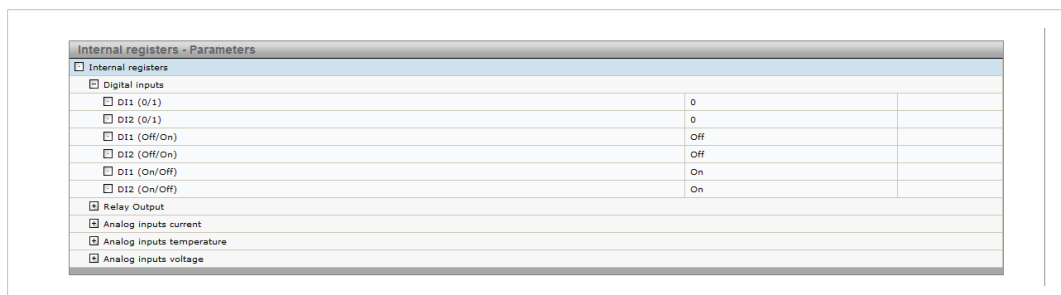 Internal registers - Parameters
Internal registers
Digital inputs
DI1 (0/1) 0
DI2 (0/1) 0
DI1 (Off/On) Off
DI2 (Off/On) Off
DI1 (On/Off) On
DI2 (On/Off) On
Relay Output
Analog inputs current
Analog inputs temperature
Analog inputs voltage